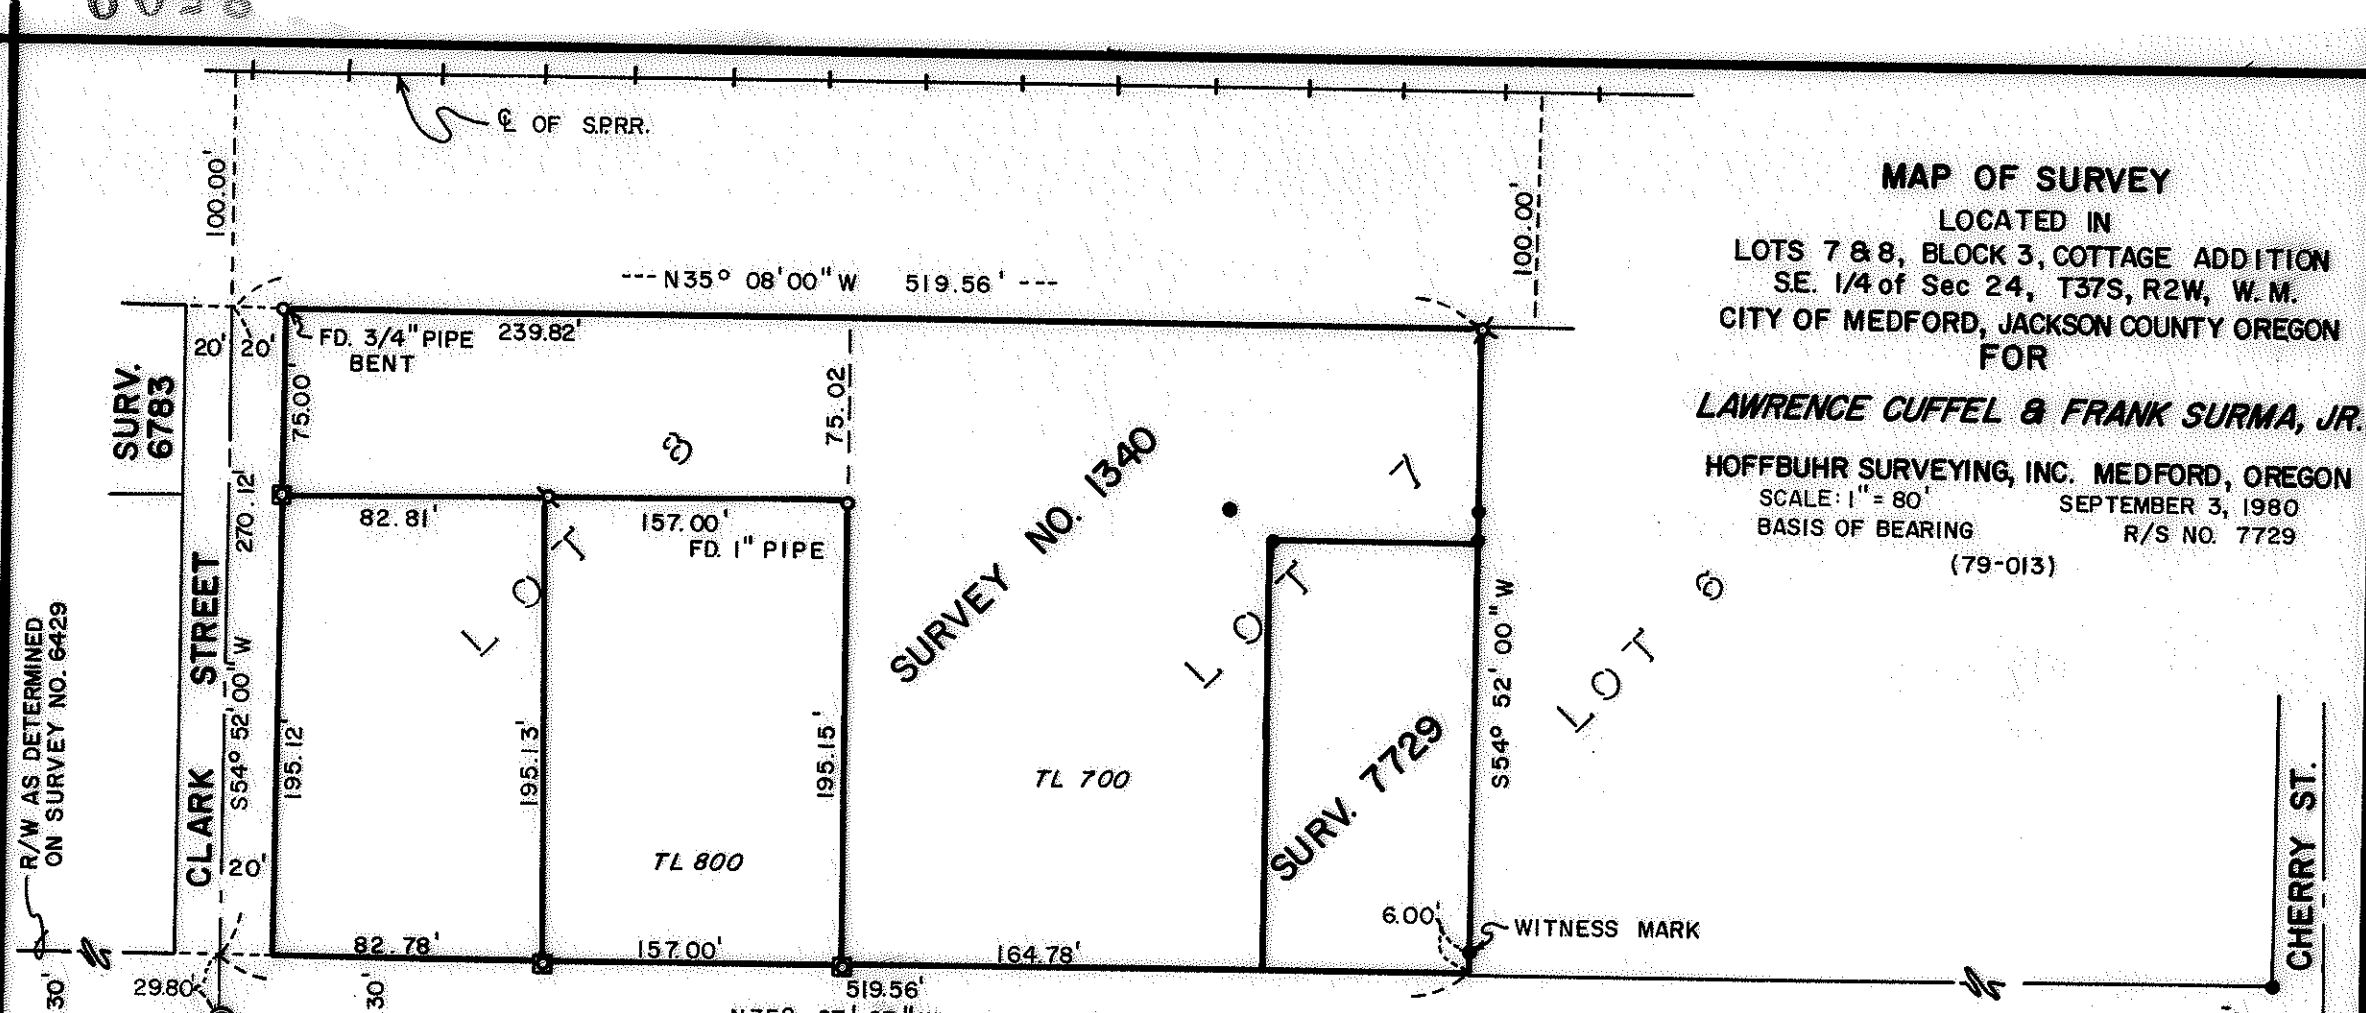 6038
℄ OF S.P.R.R.
100.00'
100.00'
MAP OF SURVEY
LOCATED IN
LOTS 7 & 8, BLOCK 3, COTTAGE ADDITION
S.E. 1/4 of Sec 24, T37S, R2W, W.M.
CITY OF MEDFORD, JACKSON COUNTY OREGON
FOR
LAWRENCE CUFFEL & FRANK SURMA, JR.
HOFFBUHR SURVEYING, INC. MEDFORD, OREGON
SCALE: 1" = 80' SEPTEMBER 3, 1980
BASIS OF BEARING R/S NO. 7729
(79-013)
--- N35° 08' 00" W 519.56' ---
20' 20'
FD. 3/4" PIPE
BENT
239.82'
SURV.
6783
75.00'
75.02
LOT 8
SURVEY NO. 1340
LOT 7
LOT 6
82.81'
157.00'
FD. 1" PIPE
270.12'
S54° 52' 00" W
CLARK STREET
R/W AS DETERMINED
ON SURVEY NO. 6429
195.12'
195.13'
195.15'
S54° 52' 00" W
TL 700
TL 800
SURV. 7729
20'
6.00'
WITNESS MARK
CHERRY ST.
82.78'
157.00'
164.78'
30'
29.80'
30'
519.56'